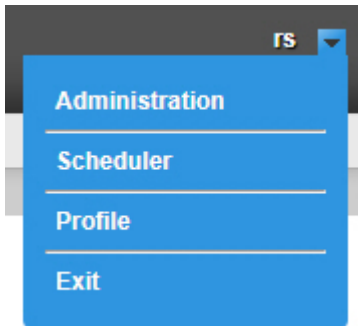 rs
Administration
Scheduler
Profile
Exit